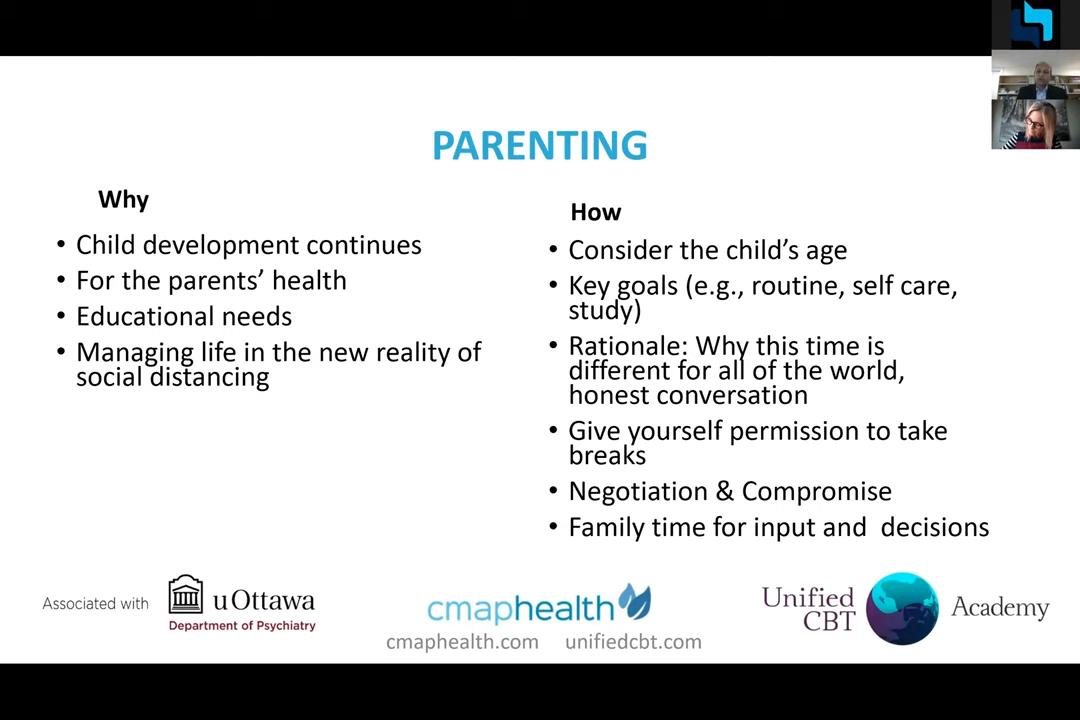 PARENTING
Why
• Child development continues
• For the parents’ health
• Educational needs
• Managing life in the new reality of
social distancing
How
• Consider the child’s age
• Key goals (e.g., routine, self care,
study)
• Rationale: Why this time is
different for all of the world,
honest conversation
• Give yourself permission to take
breaks
• Negotiation & Compromise
• Family time for input and  decisions
Associated with
uOttawa
Department of Psychiatry
cmaphealth
cmaphealth.com unifiedcbt.com
Unified
CBT
Academy